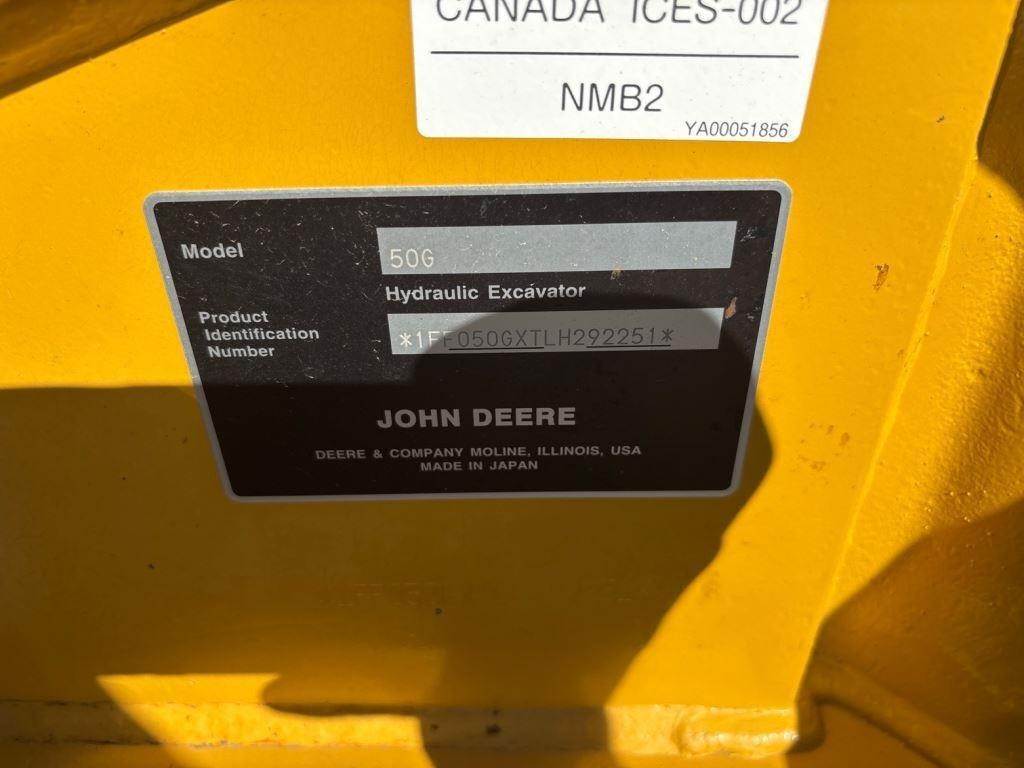 CANADA ICES-002
NMB2
YA00051856
Model
50G
Hydraulic Excavator
Product
Identification
Number
*1FF050GXTLH292251*
JOHN DEERE
DEERE & COMPANY MOLINE, ILLINOIS, USA
MADE IN JAPAN